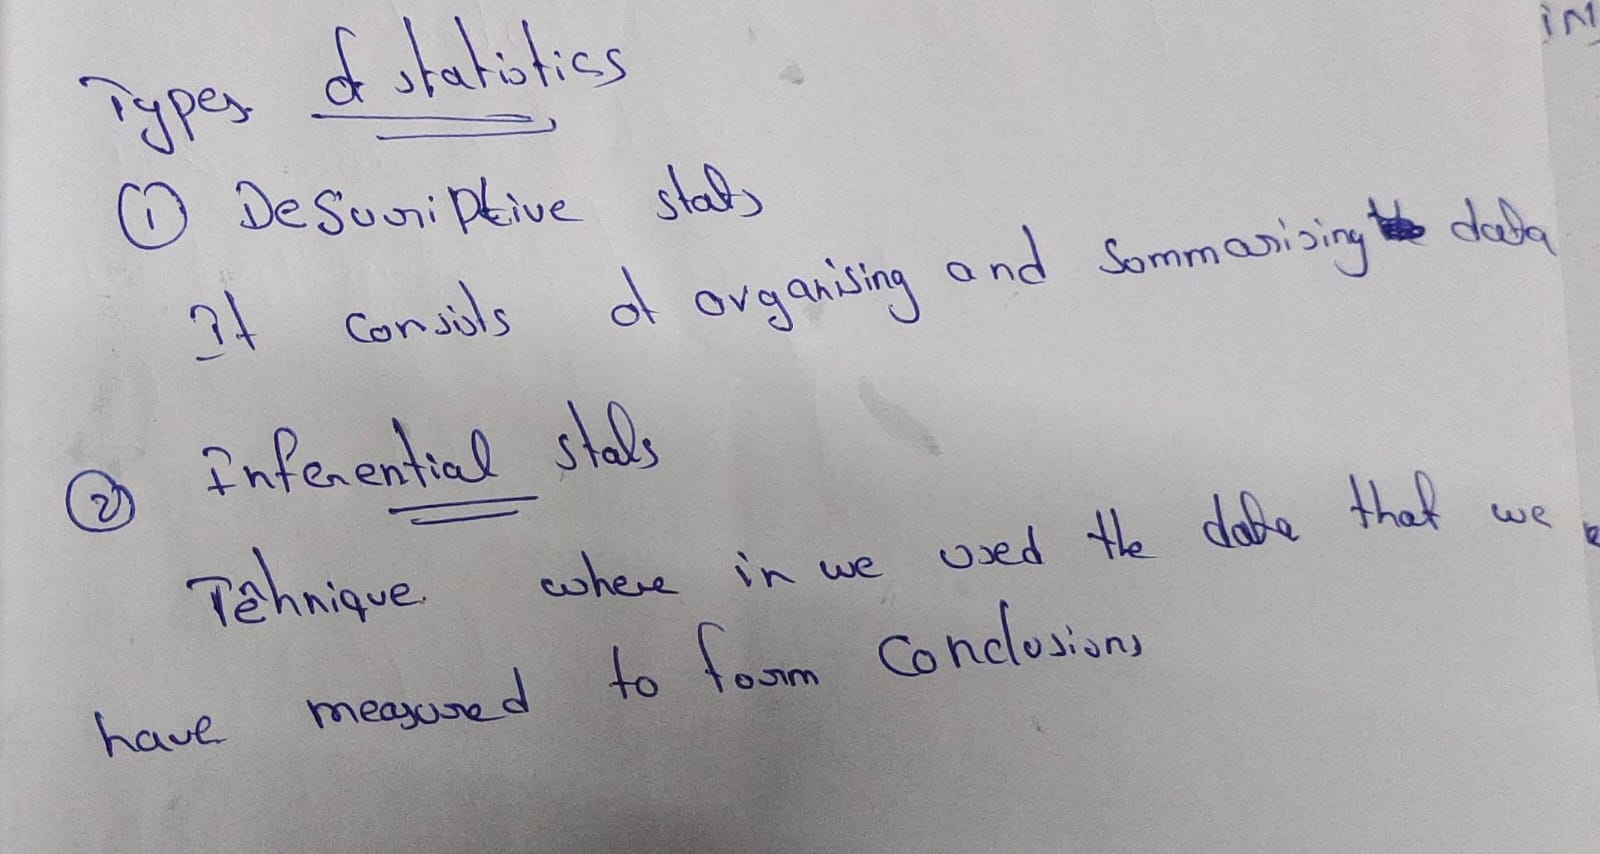 Types of statistics
① Descriptive stats
It consists of organising and Sommarising data
② Inferential stats
Tehnique where in we used the data that we
have measured to form conclusions